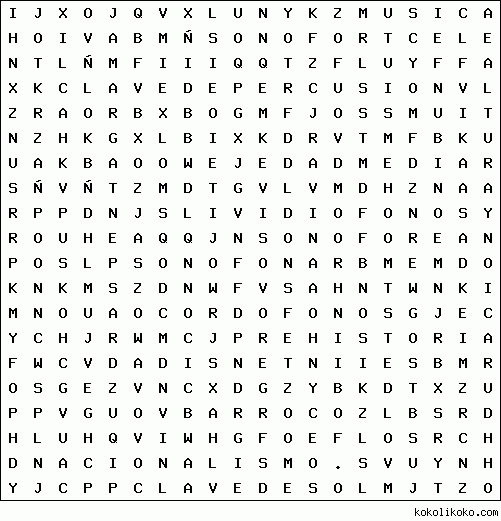 I J X O J Q V X L U N Y K Z M U S I C A
H O I V A B M Ñ S O N O F O R T C E L E
N T L Ñ M F I I I Q Q T Z F L U Y F F A
X K C L A V E D E P E R C U S I O N V L
Z R A O R B X B O G M F J O S S M U I T
N Z H K G X L B I X K D R V T M F B K U
U A K B A O O W E J E D A D M E D I A R
S Ñ V Ñ T Z M D T G V L V M D H Z N A A
R P P D N J S L I V I D I O F O N O S Y
R O U H E A Q Q J N S O N O F O R E A N
P O S L P S O N O F O N A R B M E M D O
K N K M S Z D N W F V S A H N T W N K I
M N O U A O C O R D O F O N O S G J E C
Y C H J R W M C J P R E H I S T O R I A
F W C V D A D I S N E T N I I E S B M R
O S G E Z V N C X D G Z Y B K D T X Z U
P P V G U O V B A R R O C O Z L B S R D
H L U H Q V I W H G F O E F L O S R C H
D N A C I O N A L I S M O . S V U Y N H
Y J C P P C L A V E D E S O L M J T Z O
kokolikoko.com